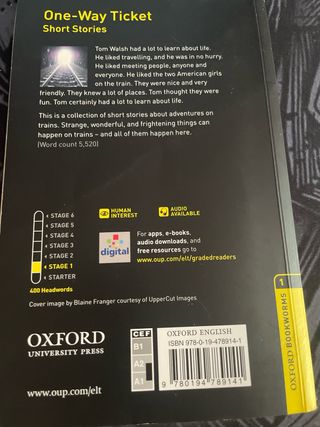 One-Way Ticket
Short Stories
Tom Walsh had a lot to learn about life.
He liked travelling, and he was in no hurry.
He liked meeting people, anyone and
everyone. He liked the two American girls
on the train. They were nice and very
friendly. They knew a lot of places. Tom thought they
were fun. Tom certainly had a lot to learn about life.
This is a collection of short stories about adventures on
trains. Strange, wonderful, and frightening things can
happen on trains – and all of them happen here.
(Word count 5,520)
STAGE 6
STAGE 5
STAGE 4
STAGE 3
STAGE 2
STAGE 1
STARTER
400 Headwords
HUMAN
INTEREST
AUDIO
AVAILABLE
digital
For apps, e-books,
audio downloads, and
free resources go to
www.oup.com/elt/gradedreaders
Cover image by Blaine Franger courtesy of UpperCut Images
OXFORD
UNIVERSITY PRESS
www.oup.com/elt
CEF
B1
A2
A1
OXFORD ENGLISH
ISBN 978-0-19-478914-1
9 780194 789141
1
OXFORD BOOKWORMS